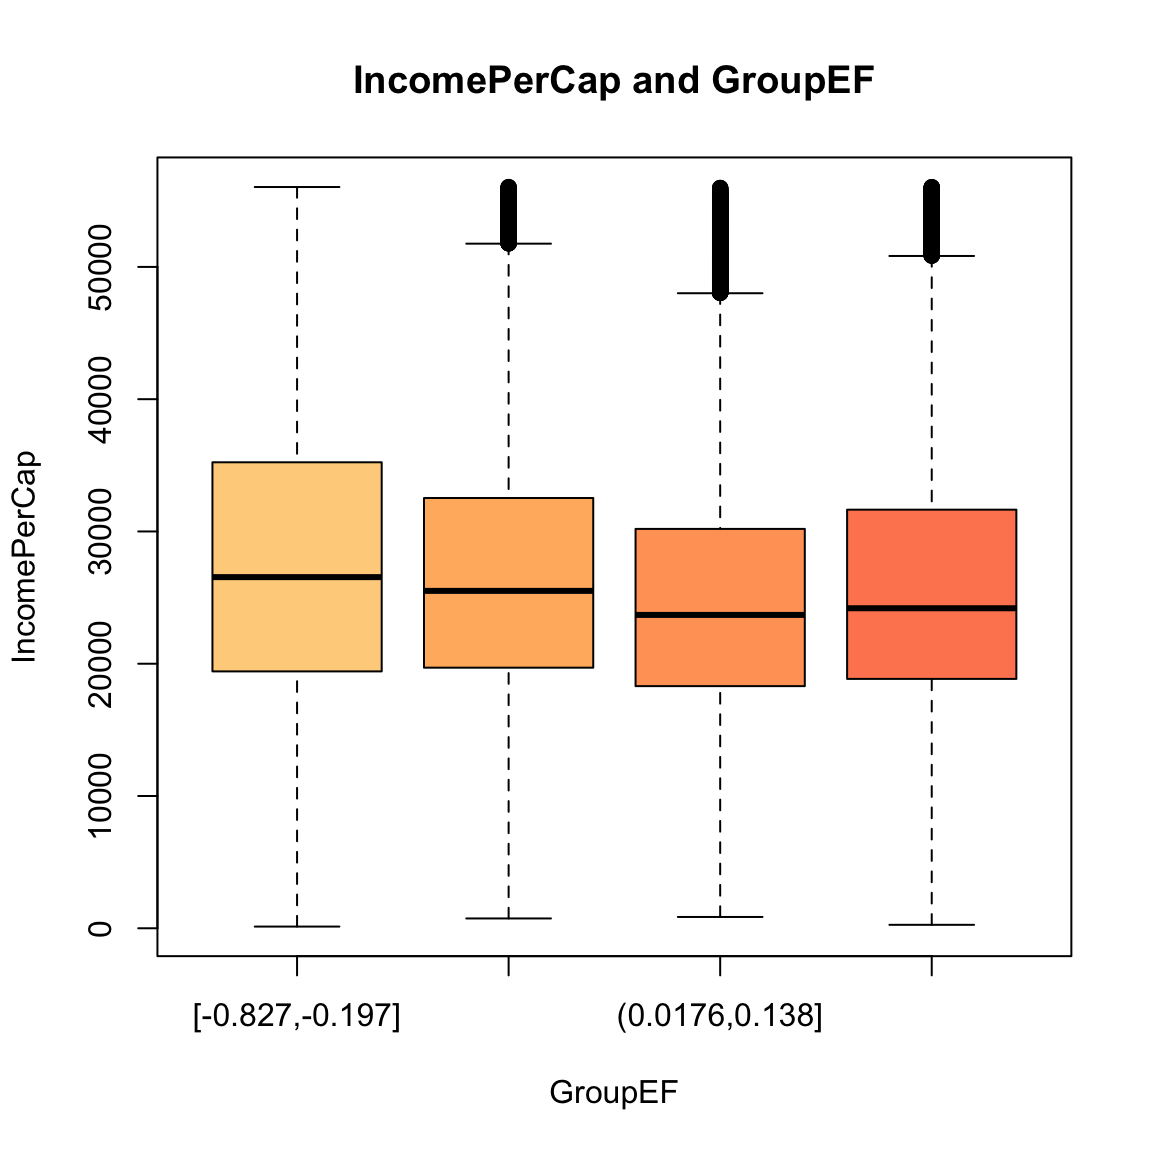 IncomePerCap and GroupEF
IncomePerCap
50000
40000
30000
20000
10000
0
[-0.827,-0.197]
(0.0176,0.138]
GroupEF